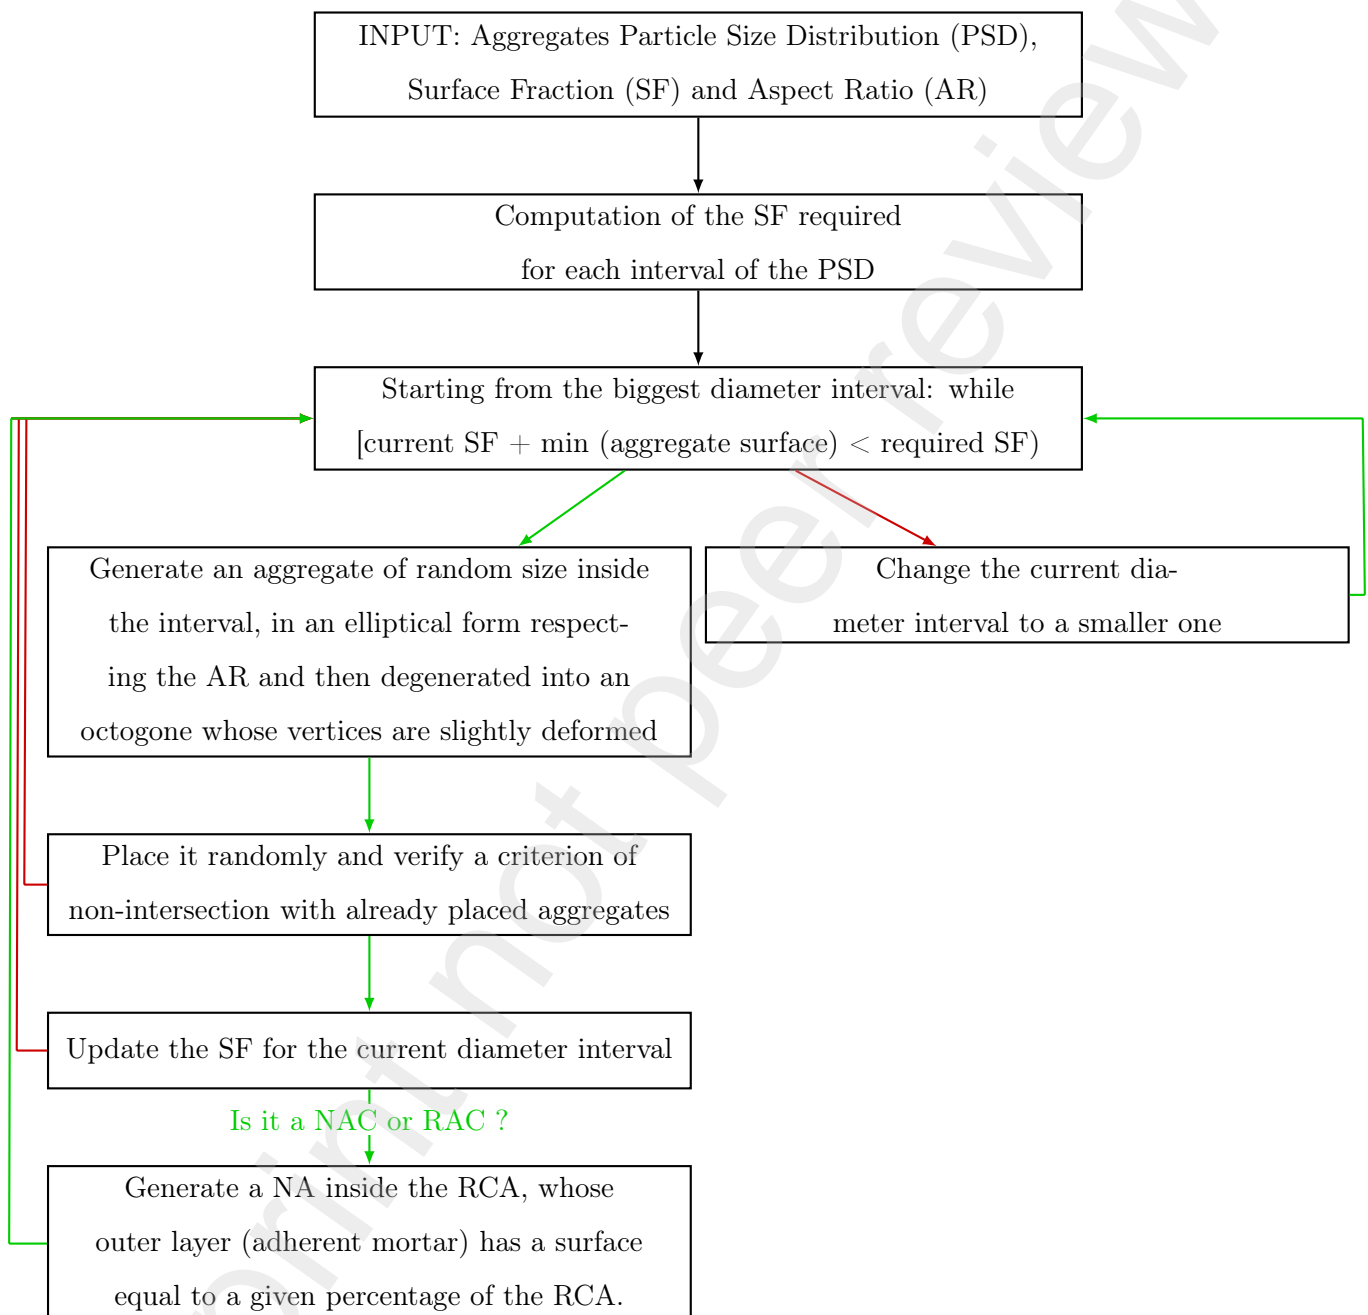 INPUT: Aggregates Particle Size Distribution (PSD),
Surface Fraction (SF) and Aspect Ratio (AR)
Computation of the SF required
for each interval of the PSD
Starting from the biggest diameter interval: while
[current SF + min (aggregate surface) < required SF)
Generate an aggregate of random size inside
the interval, in an elliptical form respect-
ing the AR and then degenerated into an
octogone whose vertices are slightly deformed
Change the current dia-
meter interval to a smaller one
Place it randomly and verify a criterion of
non-intersection with already placed aggregates
Update the SF for the current diameter interval
Is it a NAC or RAC ?
Generate a NA inside the RCA, whose
outer layer (adherent mortar) has a surface
equal to a given percentage of the RCA.
print not peer review